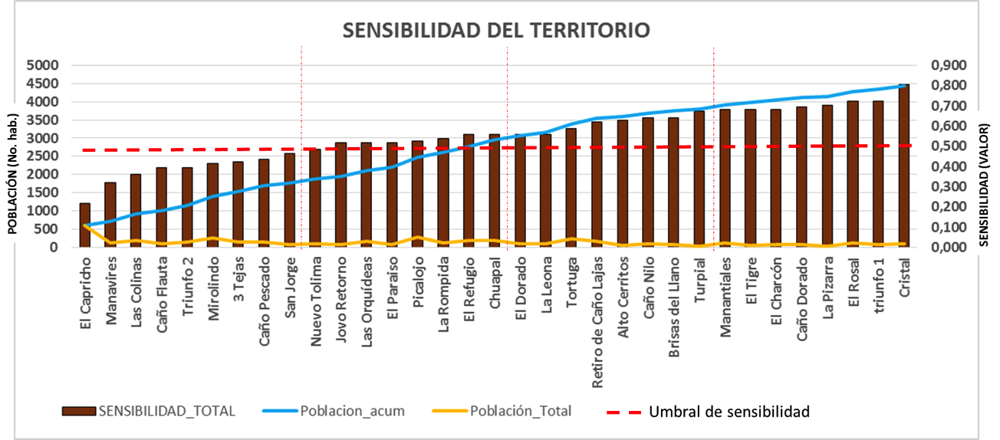 SENSIBILIDAD DEL TERRITORIO
POBLACIÓN (No. hab.)
5000
4500
4000
3500
3000
2500
2000
1500
1000
500
0
0,900
0,800
0,700
0,600
0,500
0,400
0,300
0,200
0,100
0,000
SENSIBILIDAD (VALOR)
El Capricho
Manavires
Las Colinas
Caño Flauta
Triunfo 2
Mirolindo
3 Tejas
Caño Pescado
San Jorge
Nuevo Tolima
Jovo Retorno
Las Orquídeas
El Paraíso
Picalojo
La Rompida
El Refugio
Chuapal
El Dorado
La Leona
Tortuga
Retiro de Caño Lajas
Alto Cerritos
Caño Nilo
Brisas del Llano
Turpial
Manantiales
El Tigre
El Charcón
Caño Dorado
La Pizarra
El Rosal
triunfo 1
Cristal
SENSIBILIDAD_TOTAL
Poblacion_acum
Población_Total
Umbral de sensibilidad